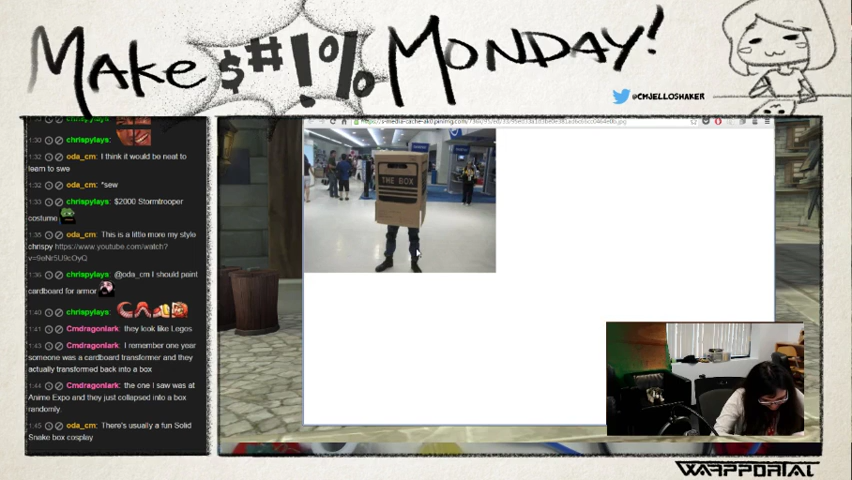 MAke $#!% MONDAY!
@CMJELLOSHAKER
1:30 chrispylays:
1:32 oda_cm: I think it would be neat to
learn to swe
1:32 oda_cm: *sew
1:33 chrispylays: $2000 Stormtrooper
costume
oda_cm: This is a little more my style
chrispy https://www.youtube.com/watch?
1:36 chrispylays: @oda_cm I should paint
cardboard for armor
1:40 chrispylays:
1:41 Cmdragonlark: they look like Legos
1:43 Cmdragonlark: I remember one year
someone was a cardboard transformer and they
actually transformed back into a box
1:44 Cmdragonlark: the one I saw was at
Anime Expo and they just collapsed into a box
randomly.
1:45 oda_cm: There's usually a fun Solid
Snake box cosplay
THE BOX
WARPPORTAL